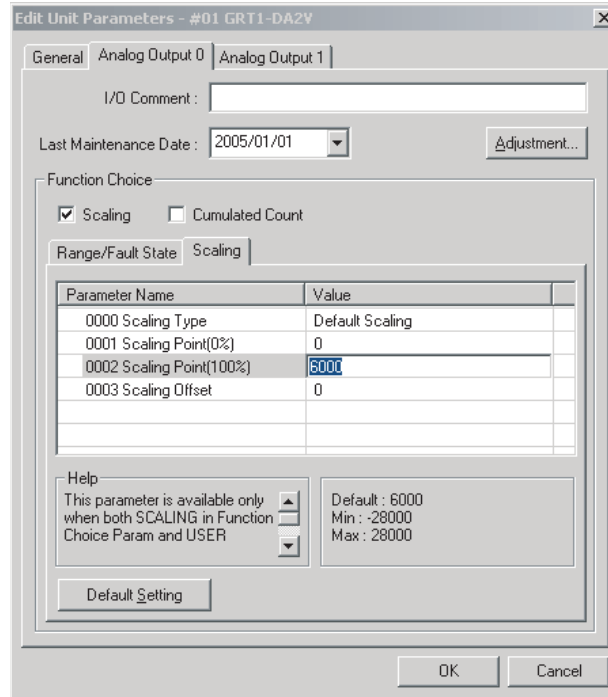 Edit Unit Parameters - #01 GRT1-DA2V
General Analog Output 0 Analog Output 1
I/O Comment :
Last Maintenance Date : 2005/01/01 Adjustment...
Function Choice
Scaling Cumulated Count
Range/Fault State Scaling
Parameter Name Value
0000 Scaling Type Default Scaling
0001 Scaling Point(0%) 0
0002 Scaling Point(100%) 6000
0003 Scaling Offset 0
Help
This parameter is available only
when both SCALING in Function
Choice Param and USER
Default : 6000
Min : -28000
Max : 28000
Default Setting
OK Cancel